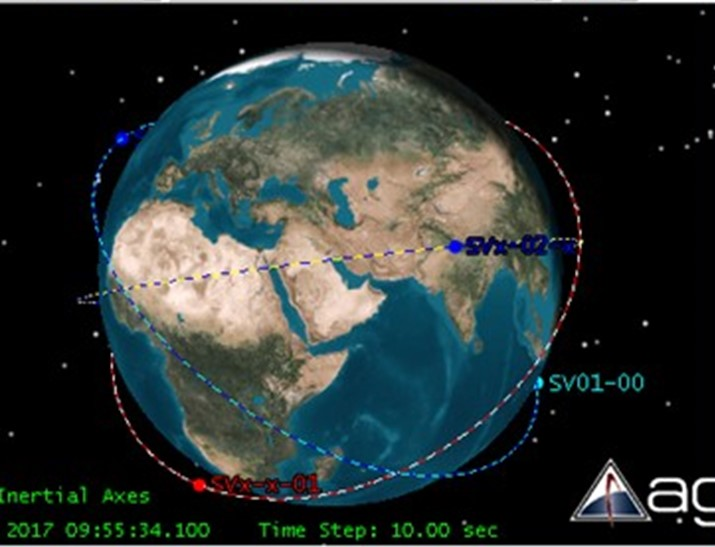 SVx-02-x
SV01-00
SVx-x-01
Inertial Axes
ag
2017 09:55:34.100 Time Step: 10.00 sec